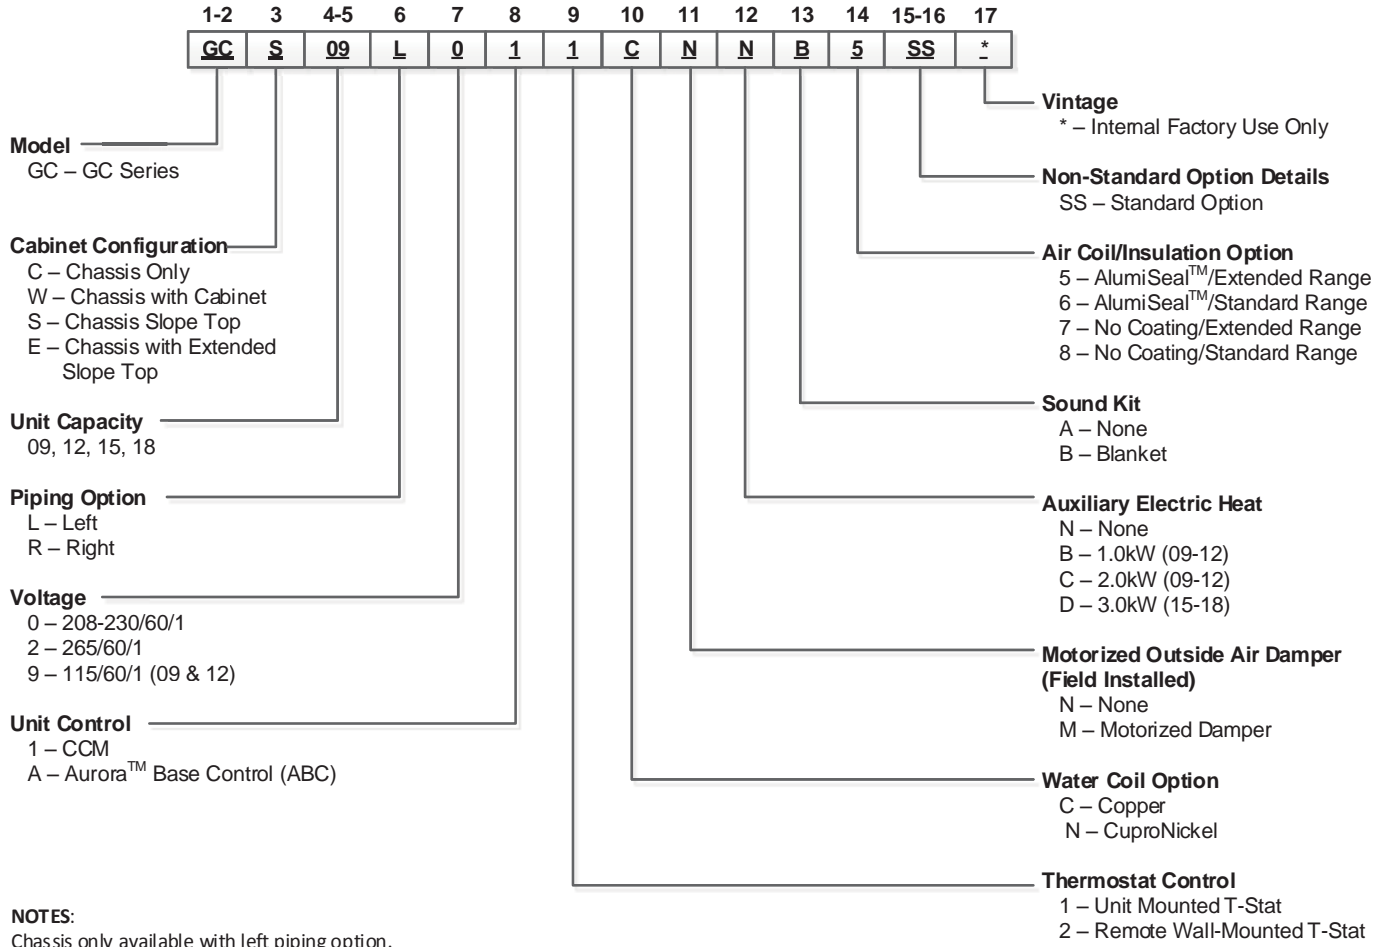 1-2 3 4-5 6 7 8 9 10 11 12 13 14 15-16 17
GC S 09 L 0 1 1 C N N B 5 SS *
Model
GC – GC Series
Cabinet Configuration
C – Chassis Only
W – Chassis with Cabinet
S – Chassis Slope Top
E – Chassis with Extended
Slope Top
Unit Capacity
09, 12, 15, 18
Piping Option
L – Left
R – Right
Voltage
0 – 208-230/60/1
2 – 265/60/1
9 – 115/60/1 (09 & 12)
Unit Control
1 – CCM
A – Aurora™ Base Control (ABC)
NOTES:
Chassis only available with left piping option.
Vintage
* – Internal Factory Use Only
Non-Standard Option Details
SS – Standard Option
Air Coil/Insulation Option
5 – AlumiSeal™/Extended Range
6 – AlumiSeal™/Standard Range
7 – No Coating/Extended Range
8 – No Coating/Standard Range
Sound Kit
A – None
B – Blanket
Auxiliary Electric Heat
N – None
B – 1.0kW (09-12)
C – 2.0kW (09-12)
D – 3.0kW (15-18)
Motorized Outside Air Damper
(Field Installed)
N – None
M – Motorized Damper
Water Coil Option
C – Copper
N – CuproNickel
Thermostat Control
1 – Unit Mounted T-Stat
2 – Remote Wall-Mounted T-Stat